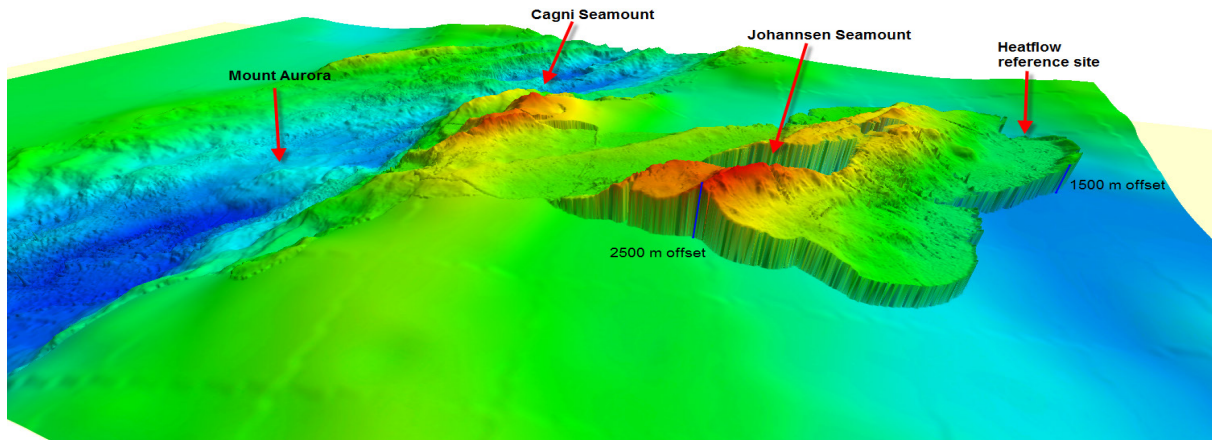 Cagni Seamount
Johannsen Seamount
Heatflow
reference site
Mount Aurora
1500 m offset
2500 m offset